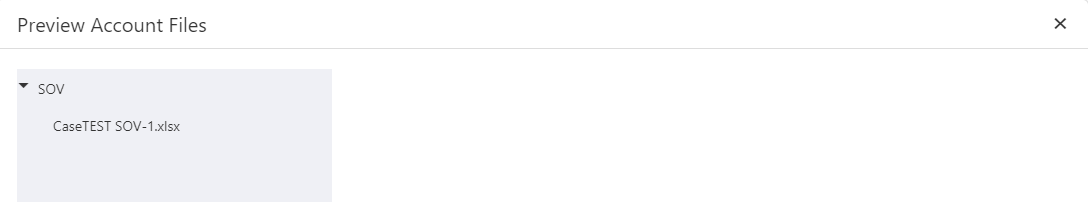 Preview Account Files
SOV
CaseTEST SOV-1.xlsx